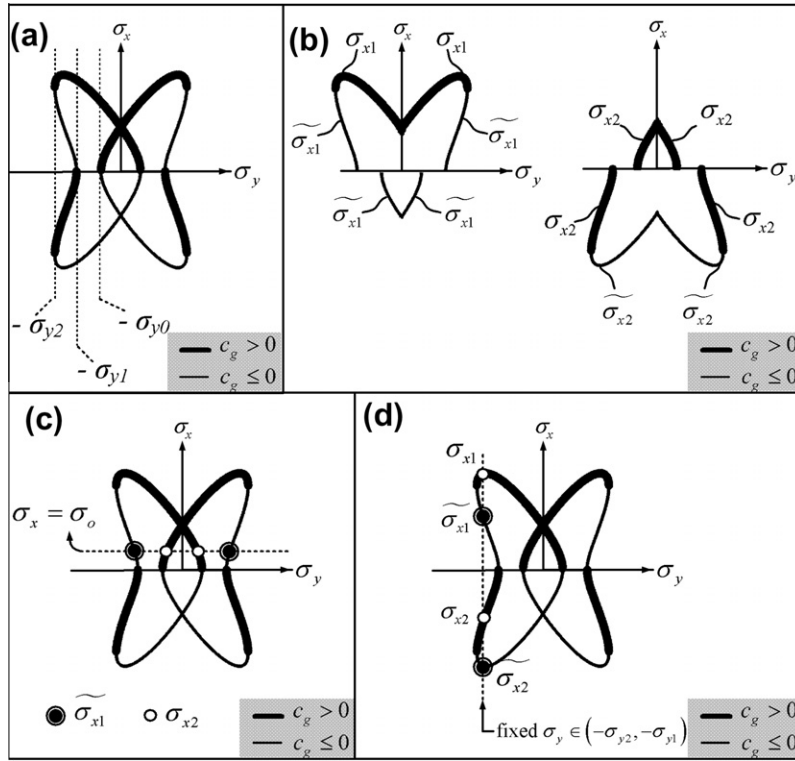 (a)
σx
σy
- σy2
- σy0
- σy1
cg > 0
cg ≤ 0
(b)
σx1
σx1
σ̃x1
σ̃x1
σy
σ̃x1
σ̃x1
σx
σx2
σx2
σy
σx2
σx2
σ̃x2
σ̃x2
cg > 0
cg ≤ 0
(c)
σx
σx = σo
σy
σ̃x1
σx2
cg > 0
cg ≤ 0
(d)
σx
σx1
σ̃x1
σy
σx2
σ̃x2
fixed σy ∈ (−σy2, −σy1)
cg > 0
cg ≤ 0